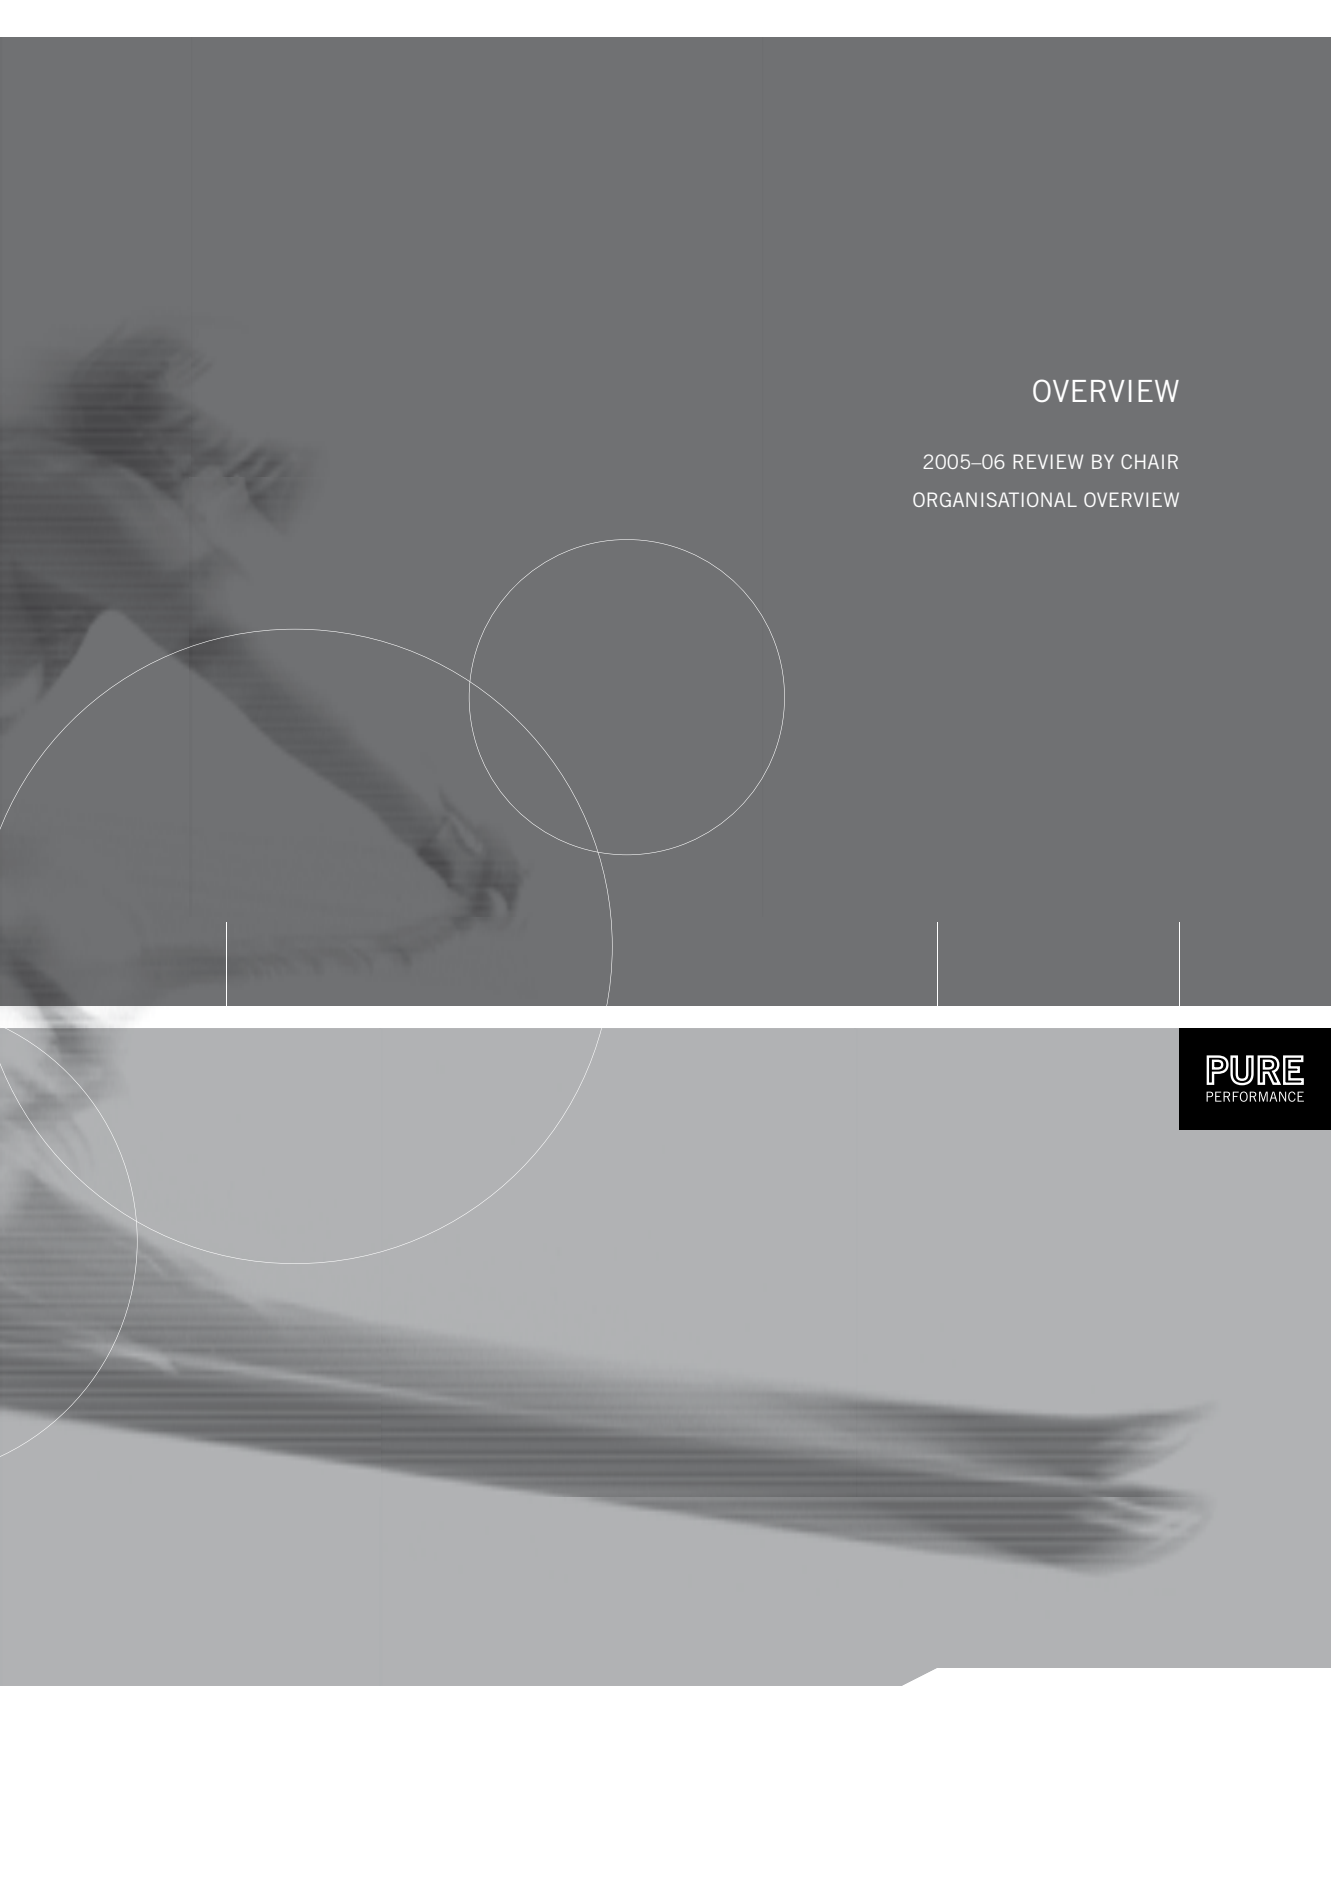 OVERVIEW
2005–06 REVIEW BY CHAIR
ORGANISATIONAL OVERVIEW
PURE
PERFORMANCE